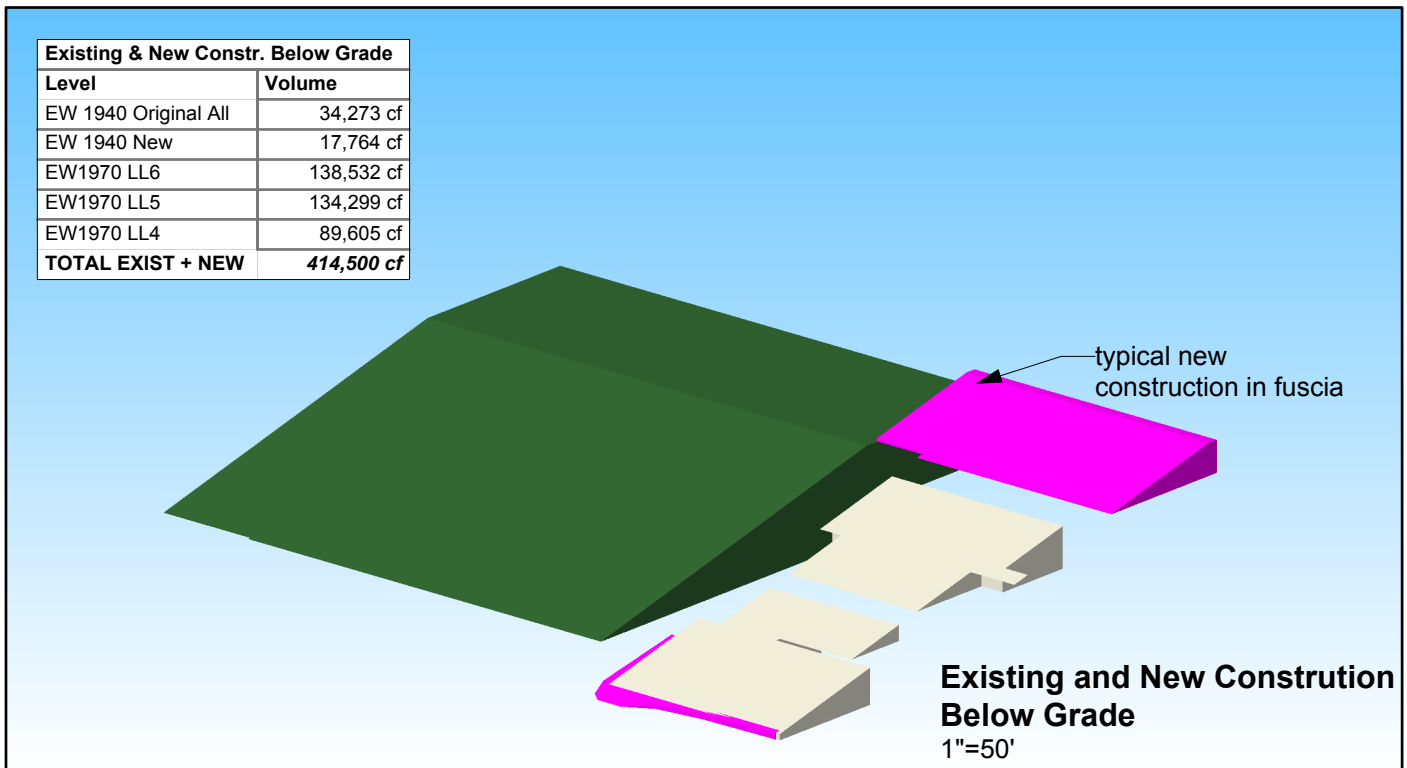 Existing & New Constr. Below Grade
Level Volume
EW 1940 Original All 34,273 cf
EW 1940 New 17,764 cf
EW1970 LL6 138,532 cf
EW1970 LL5 134,299 cf
EW1970 LL4 89,605 cf
TOTAL EXIST + NEW 414,500 cf
typical new
construction in fuscia
Existing and New Constrution
Below Grade
1"=50'